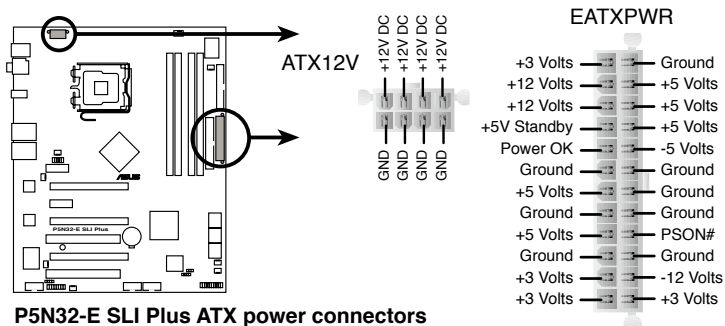 EATXPWR
ATX12V
+12V DC
+12V DC
+12V DC
+12V DC
GND
GND
GND
GND
+3 Volts
Ground
+12 Volts
+5 Volts
+12 Volts
+5 Volts
+5V Standby
+5 Volts
Power OK
-5 Volts
Ground
Ground
+5 Volts
Ground
Ground
Ground
+5 Volts
PSON#
Ground
Ground
+3 Volts
-12 Volts
+3 Volts
+3 Volts
ASUS
P5N32-E SLI Plus
P5N32-E SLI Plus ATX power connectors